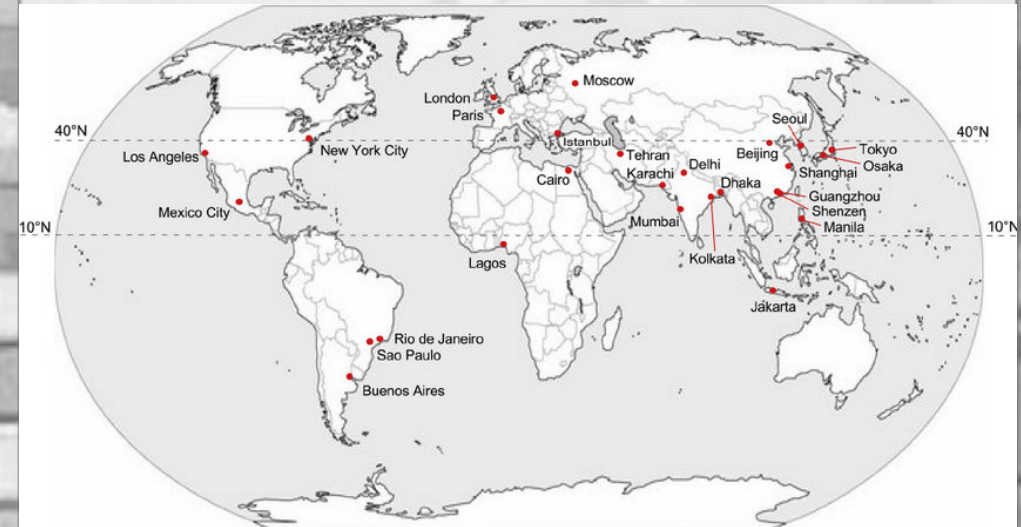 Moscow
London
Paris
Seoul
40°N
40°N
Istanbul
New York City
Los Angeles
Beijing
Tokyo
Tehran
Delhi
Osaka
Cairo
Karachi
Shanghai
Dhaka
Guangzhou
Mexico City
Shenzen
Mumbai
Manila
10°N
10°N
Kolkata
Lagos
Jakarta
Rio de Janeiro
Sao Paulo
Buenos Aires